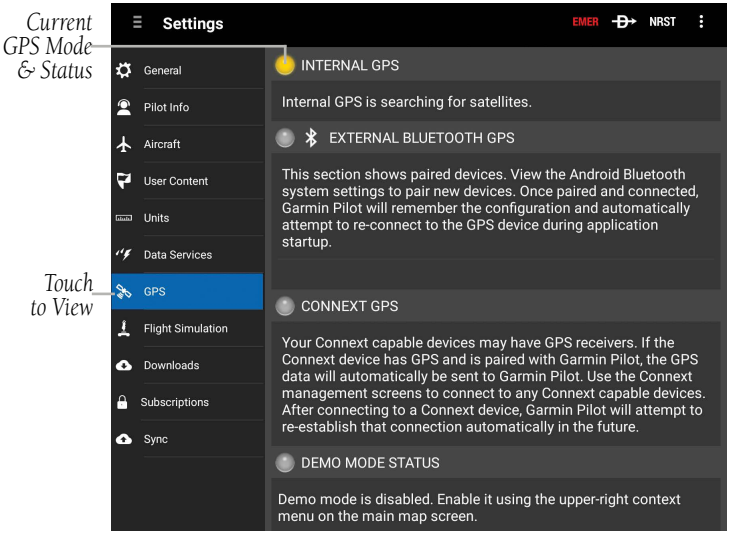 Current
GPS Mode
& Status
Settings
EMER
D
NRST
General
Pilot Info
Aircraft
User Content
Units
Data Services
Touch
to View
GPS
Flight Simulation
Downloads
Subscriptions
Sync
INTERNAL GPS
Internal GPS is searching for satellites.
EXTERNAL BLUETOOTH GPS
This section shows paired devices. View the Android Bluetooth
system settings to pair new devices. Once paired and connected,
Garmin Pilot will remember the configuration and automatically
attempt to re-connect to the GPS device during application
startup.
CONNEXT GPS
Your Connext capable devices may have GPS receivers. If the
Connext device has GPS and is paired with Garmin Pilot, the GPS
data will automatically be sent to Garmin Pilot. Use the Connext
management screens to connect to any Connext capable devices.
After connecting to a Connext device, Garmin Pilot will attempt to
re-establish that connection automatically in the future.
DEMO MODE STATUS
Demo mode is disabled. Enable it using the upper-right context
menu on the main map screen.